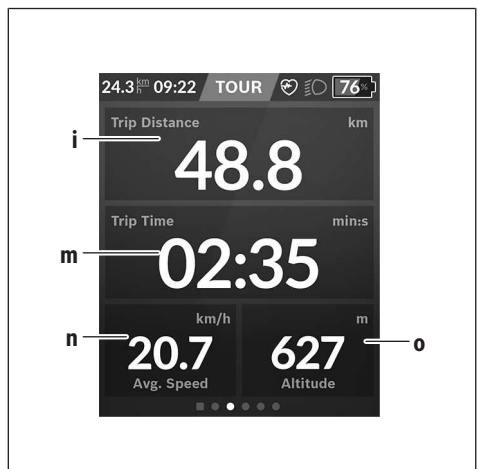 24.3 km/h 09:22 TOUR 76%
Trip Distance km
i
48.8
Trip Time min:s
m
02:35
km/h m
n 20.7 627 o
Avg. Speed Altitude